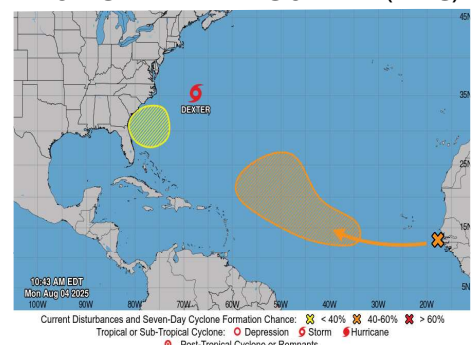 45N
DEXTER
35N
25N
15N
5N
10:43 AM EDT
Mon Aug 04 2025
100W 90W 80W 70W 60W 50W 40W 30W 20W
Current Disturbances and Seven-Day Cyclone Formation Chance: < 40% 40-60% > 60%
Tropical or Sub-Tropical Cyclone: Depression Storm Hurricane
Post-Tropical Cyclone or Remnants